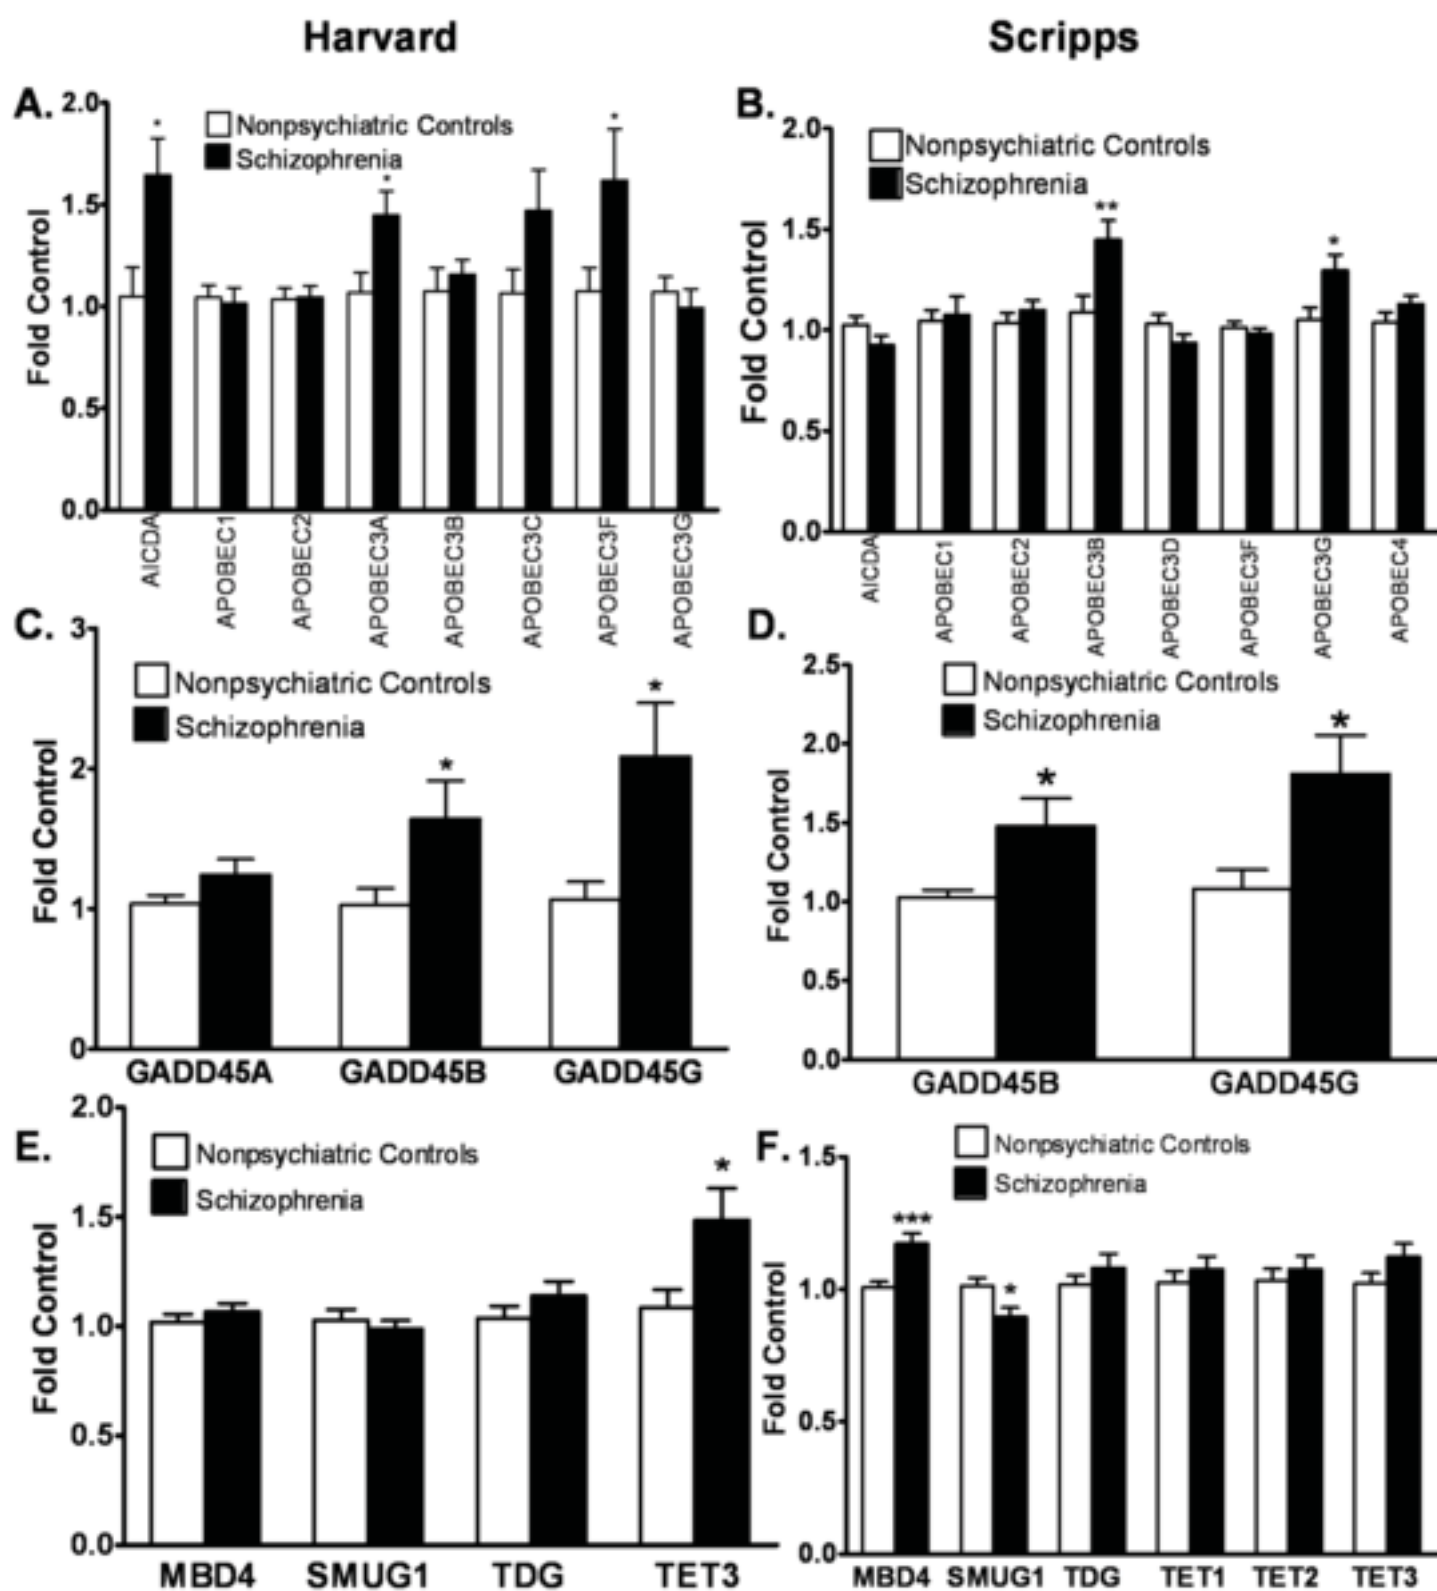 Harvard
Scripps
A.
2.0
1.5
1.0
0.5
0.0
Fold Control
Nonpsychiatric Controls
Schizophrenia
*
*
*
AICDA
APOBEC1
APOBEC2
APOBEC3A
APOBEC3B
APOBEC3C
APOBEC3F
APOBEC3G
B.
2.0
1.5
1.0
0.5
0.0
Fold Control
Nonpsychiatric Controls
Schizophrenia
**
*
AICDA
APOBEC1
APOBEC2
APOBEC3B
APOBEC3D
APOBEC3F
APOBEC3G
APOBEC4
C.
3
2
1
0
Fold Control
Nonpsychiatric Controls
Schizophrenia
*
*
GADD45A
GADD45B
GADD45G
D.
2.5
2.0
1.5
1.0
0.5
0.0
Fold Control
Nonpsychiatric Controls
Schizophrenia
*
*
GADD45B
GADD45G
E.
2.0
1.5
1.0
0.5
0.0
Fold Control
Nonpsychiatric Controls
Schizophrenia
*
MBD4
SMUG1
TDG
TET3
F.
1.5
1.0
0.5
0.0
Fold Control
Nonpsychiatric Controls
Schizophrenia
***
*
MBD4
SMUG1
TDG
TET1
TET2
TET3